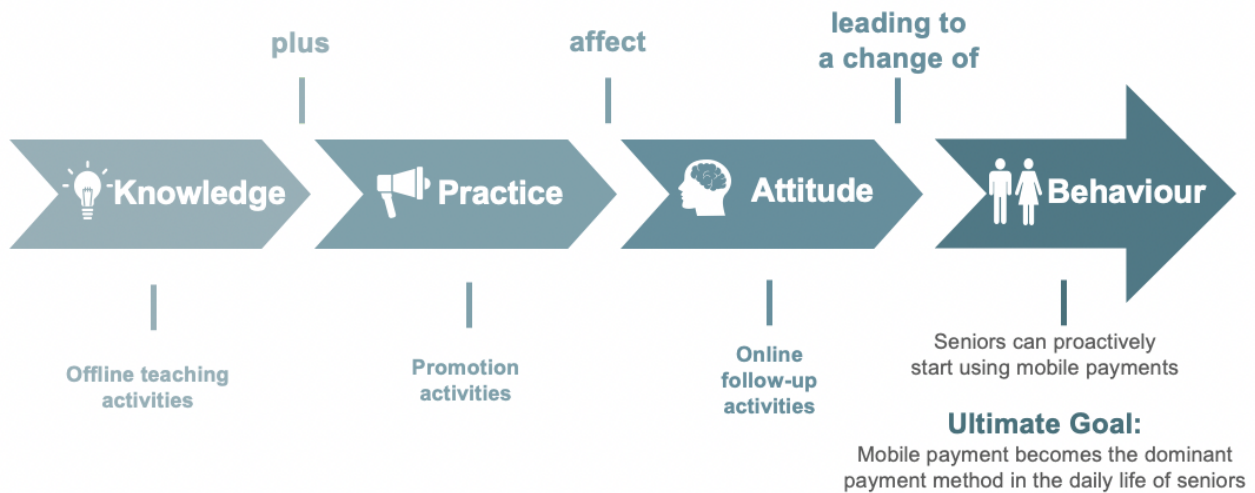 plus
affect
leading to
a change of
Knowledge
Practice
Attitude
Behaviour
Offline teaching
activities
Promotion
activities
Online
follow-up
activities
Seniors can proactively
start using mobile payments
Ultimate Goal:
Mobile payment becomes the dominant
payment method in the daily life of seniors